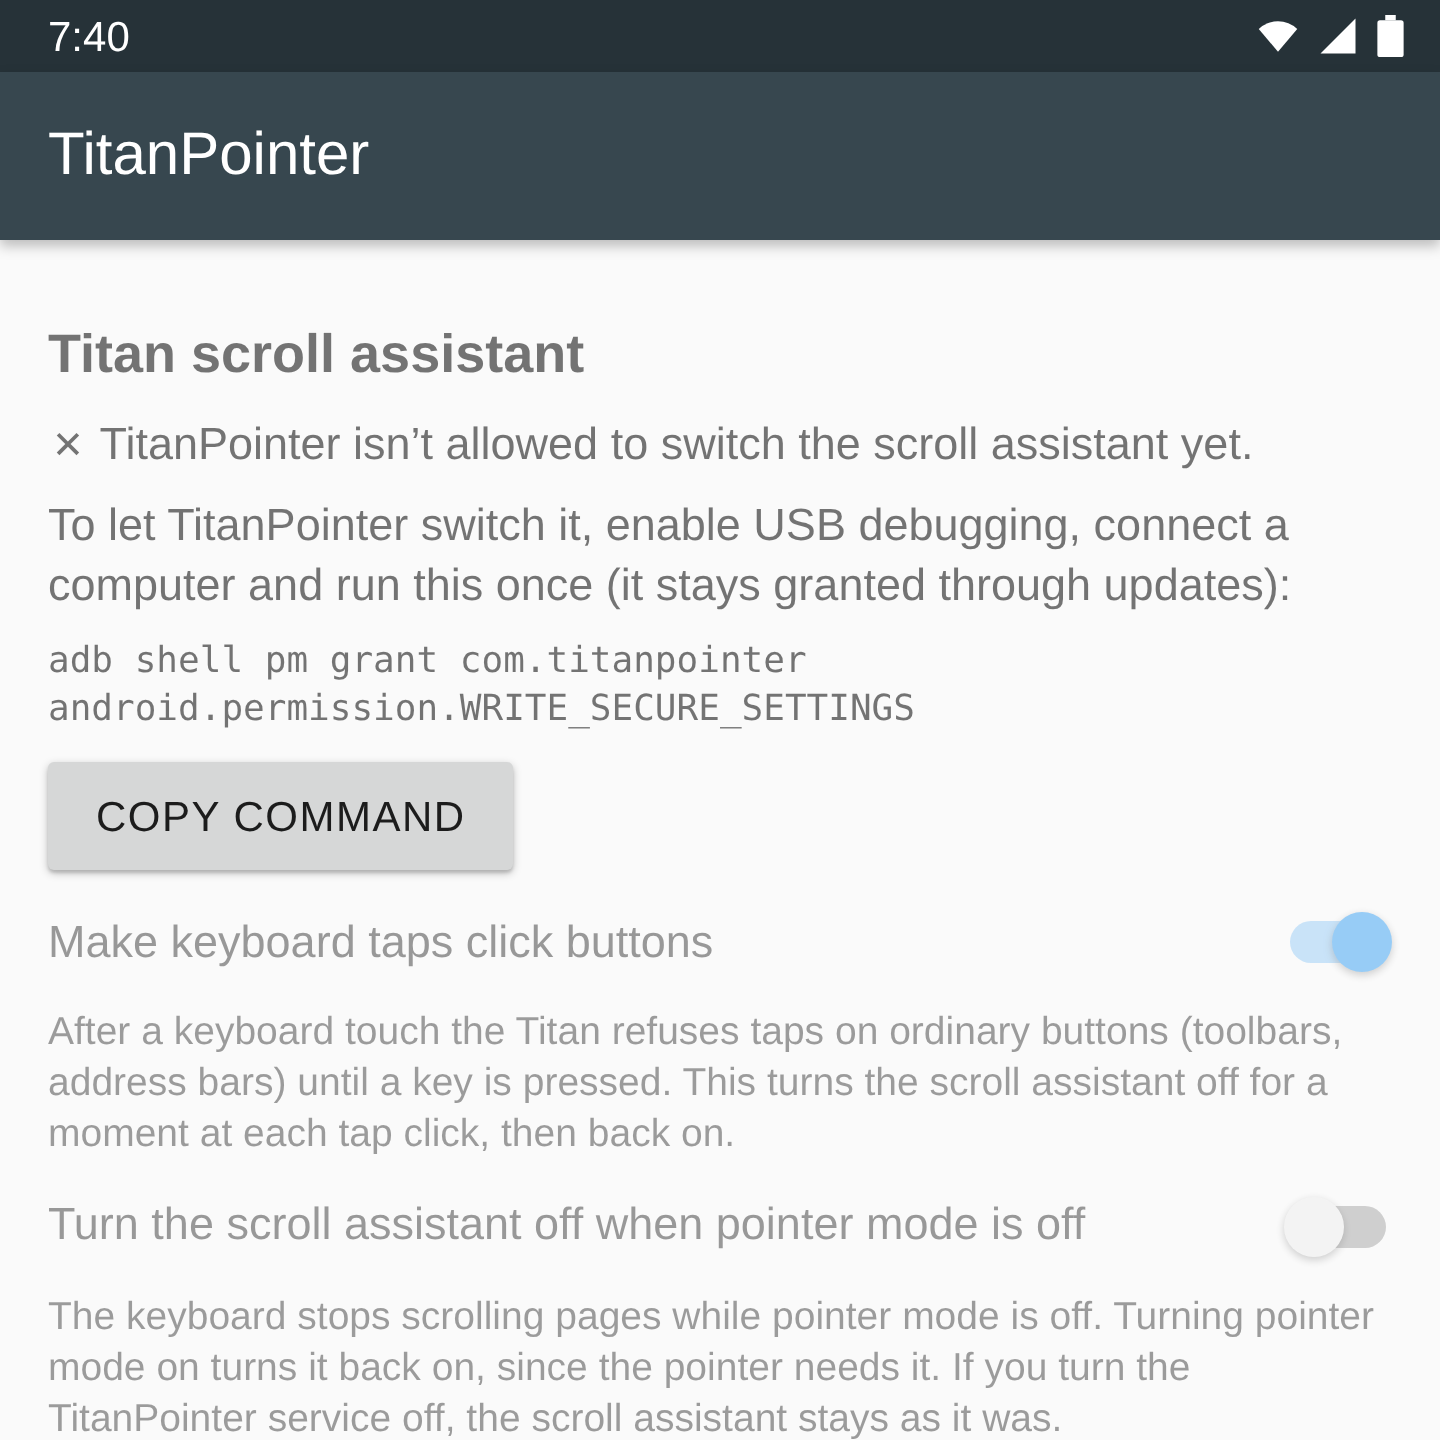 7:40
TitanPointer
Titan scroll assistant
✕ TitanPointer isn’t allowed to switch the scroll assistant yet.
To let TitanPointer switch it, enable USB debugging, connect a
computer and run this once (it stays granted through updates):
adb shell pm grant com.titanpointer
android.permission.WRITE_SECURE_SETTINGS
COPY COMMAND
Make keyboard taps click buttons
After a keyboard touch the Titan refuses taps on ordinary buttons (toolbars,
address bars) until a key is pressed. This turns the scroll assistant off for a
moment at each tap click, then back on.
Turn the scroll assistant off when pointer mode is off
The keyboard stops scrolling pages while pointer mode is off. Turning pointer
mode on turns it back on, since the pointer needs it. If you turn the
TitanPointer service off, the scroll assistant stays as it was.